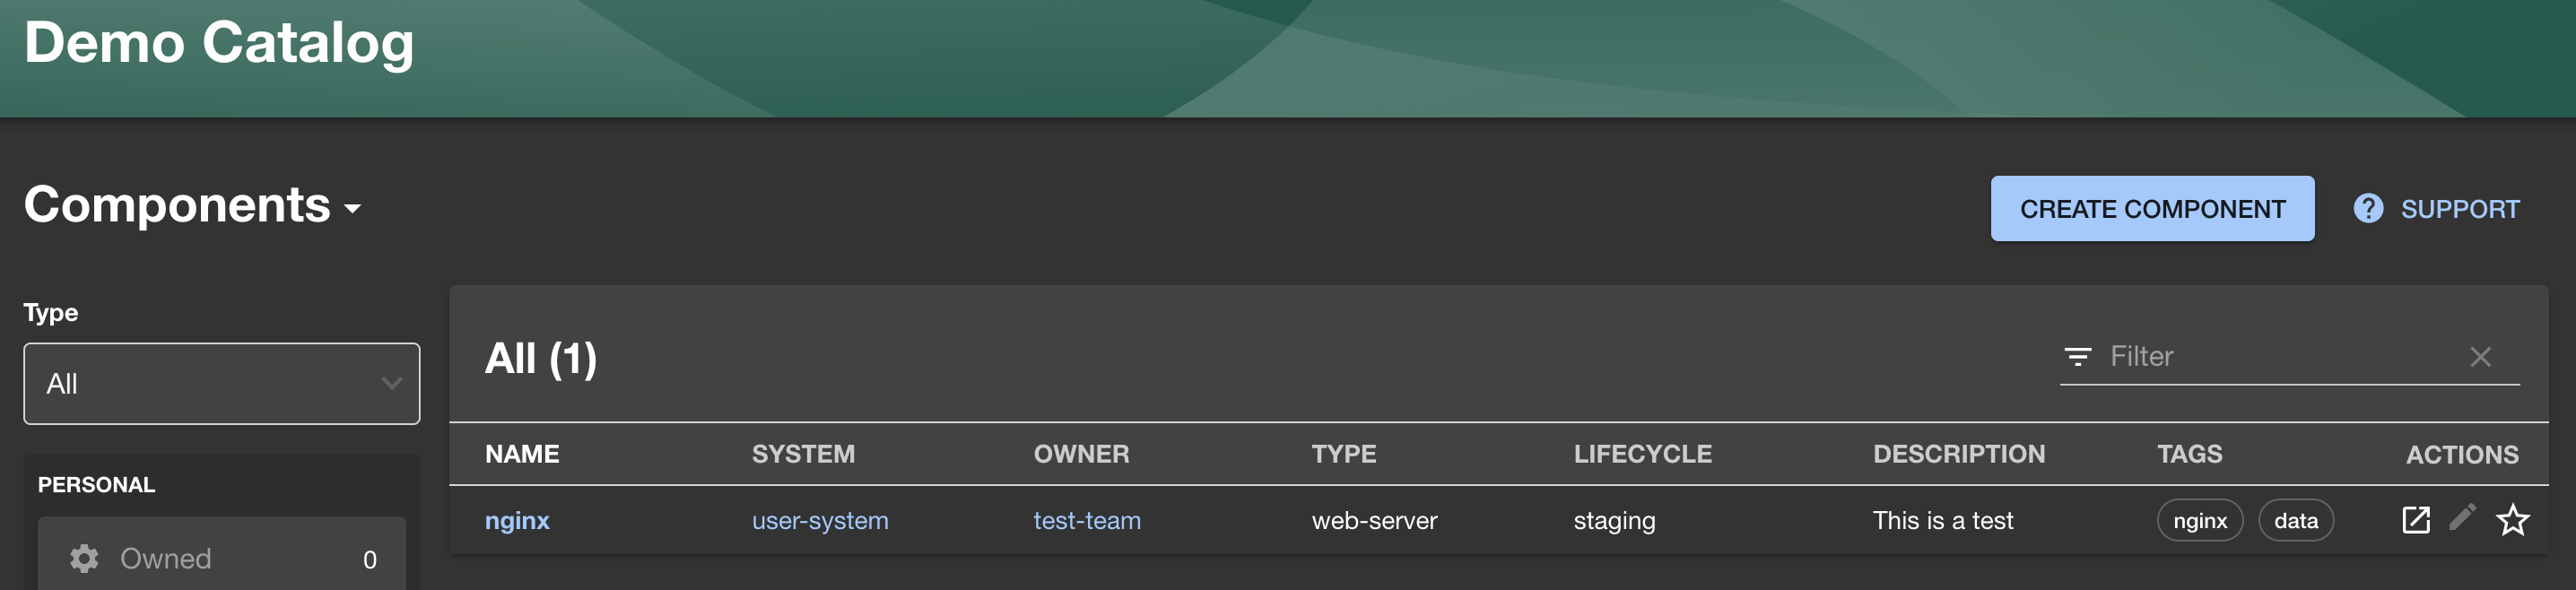 Demo Catalog
Components
CREATE COMPONENT
SUPPORT
Type
All
PERSONAL
Owned 0
All (1)
Filter
NAME SYSTEM OWNER TYPE LIFECYCLE DESCRIPTION TAGS ACTIONS
nginx user-system test-team web-server staging This is a test nginx data